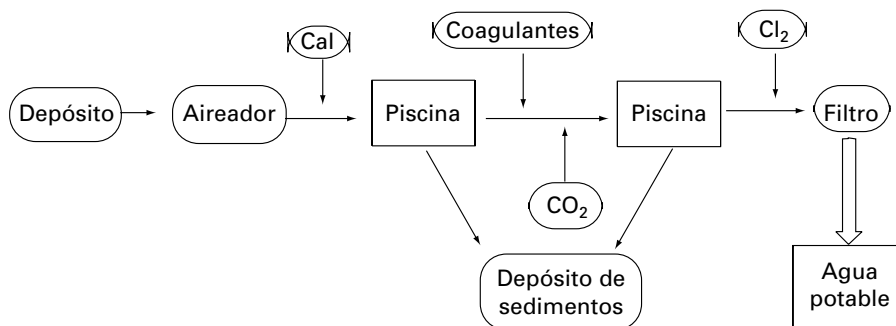 Cal
Coagulantes
Cl₂
Depósito
Aireador
Piscina
Piscina
Filtro
CO₂
Depósito de
sedimentos
Agua
potable